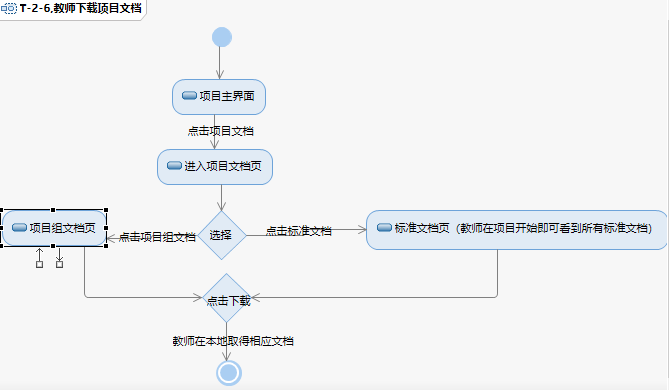 T-2-6,教师下载项目文档
项目主界面
点击项目文档
进入项目文档页
选择
项目组文档页
点击项目组文档
点击标准文档
标准文档页（教师在项目开始即可看到所有标准文档）
点击下载
教师在本地取得相应文档